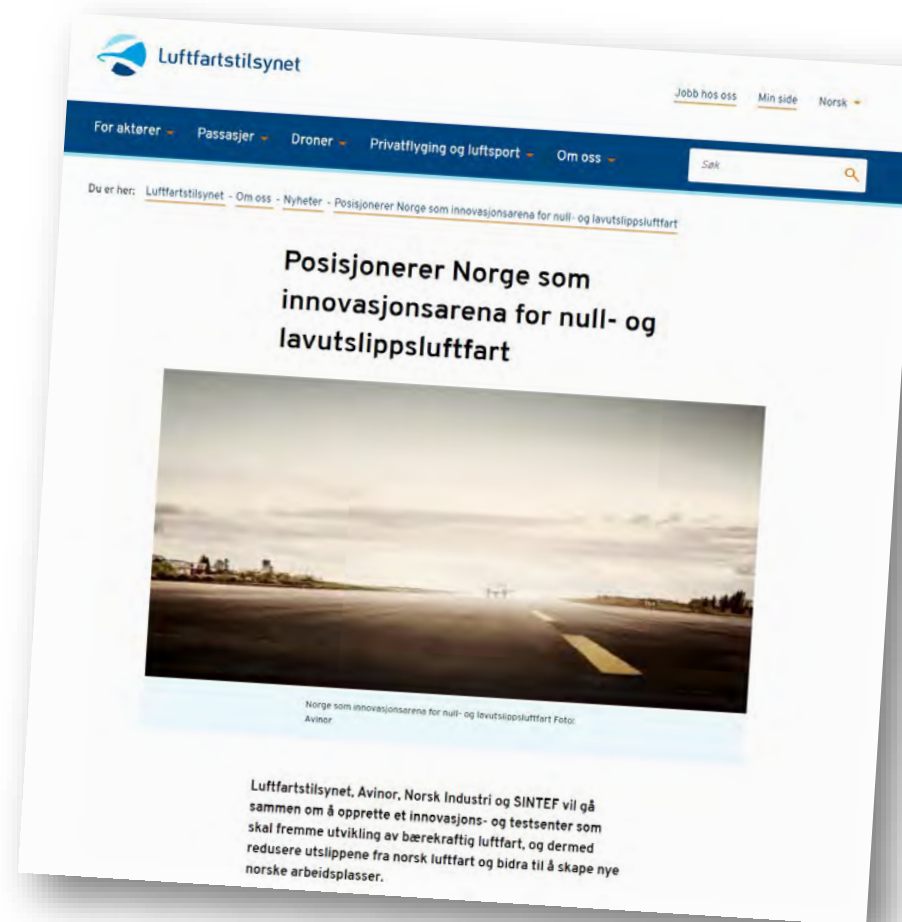 Luftfartstilsynet
Jobb hos oss Min side Norsk
For aktører Passasjer Droner Privatflyging og luftsport Om oss
Søk
Du er her: Luftfartstilsynet - Om oss - Nyheter - Posisjonerer Norge som innovasjonsarena for null- og lavutslippsluftfart
Posisjonerer Norge som
innovasjonsarena for null- og
lavutslippsluftfart
Norge som innovasjonsarena for null- og lavutslippsluftfart Foto:
Avinor
Luftfartstilsynet, Avinor, Norsk Industri og SINTEF vil gå
sammen om å opprette et innovasjons- og testsenter som
skal fremme utvikling av bærekraftig luftfart, og dermed
redusere utslippene fra norsk luftfart og bidra til å skape nye
norske arbeidsplasser.